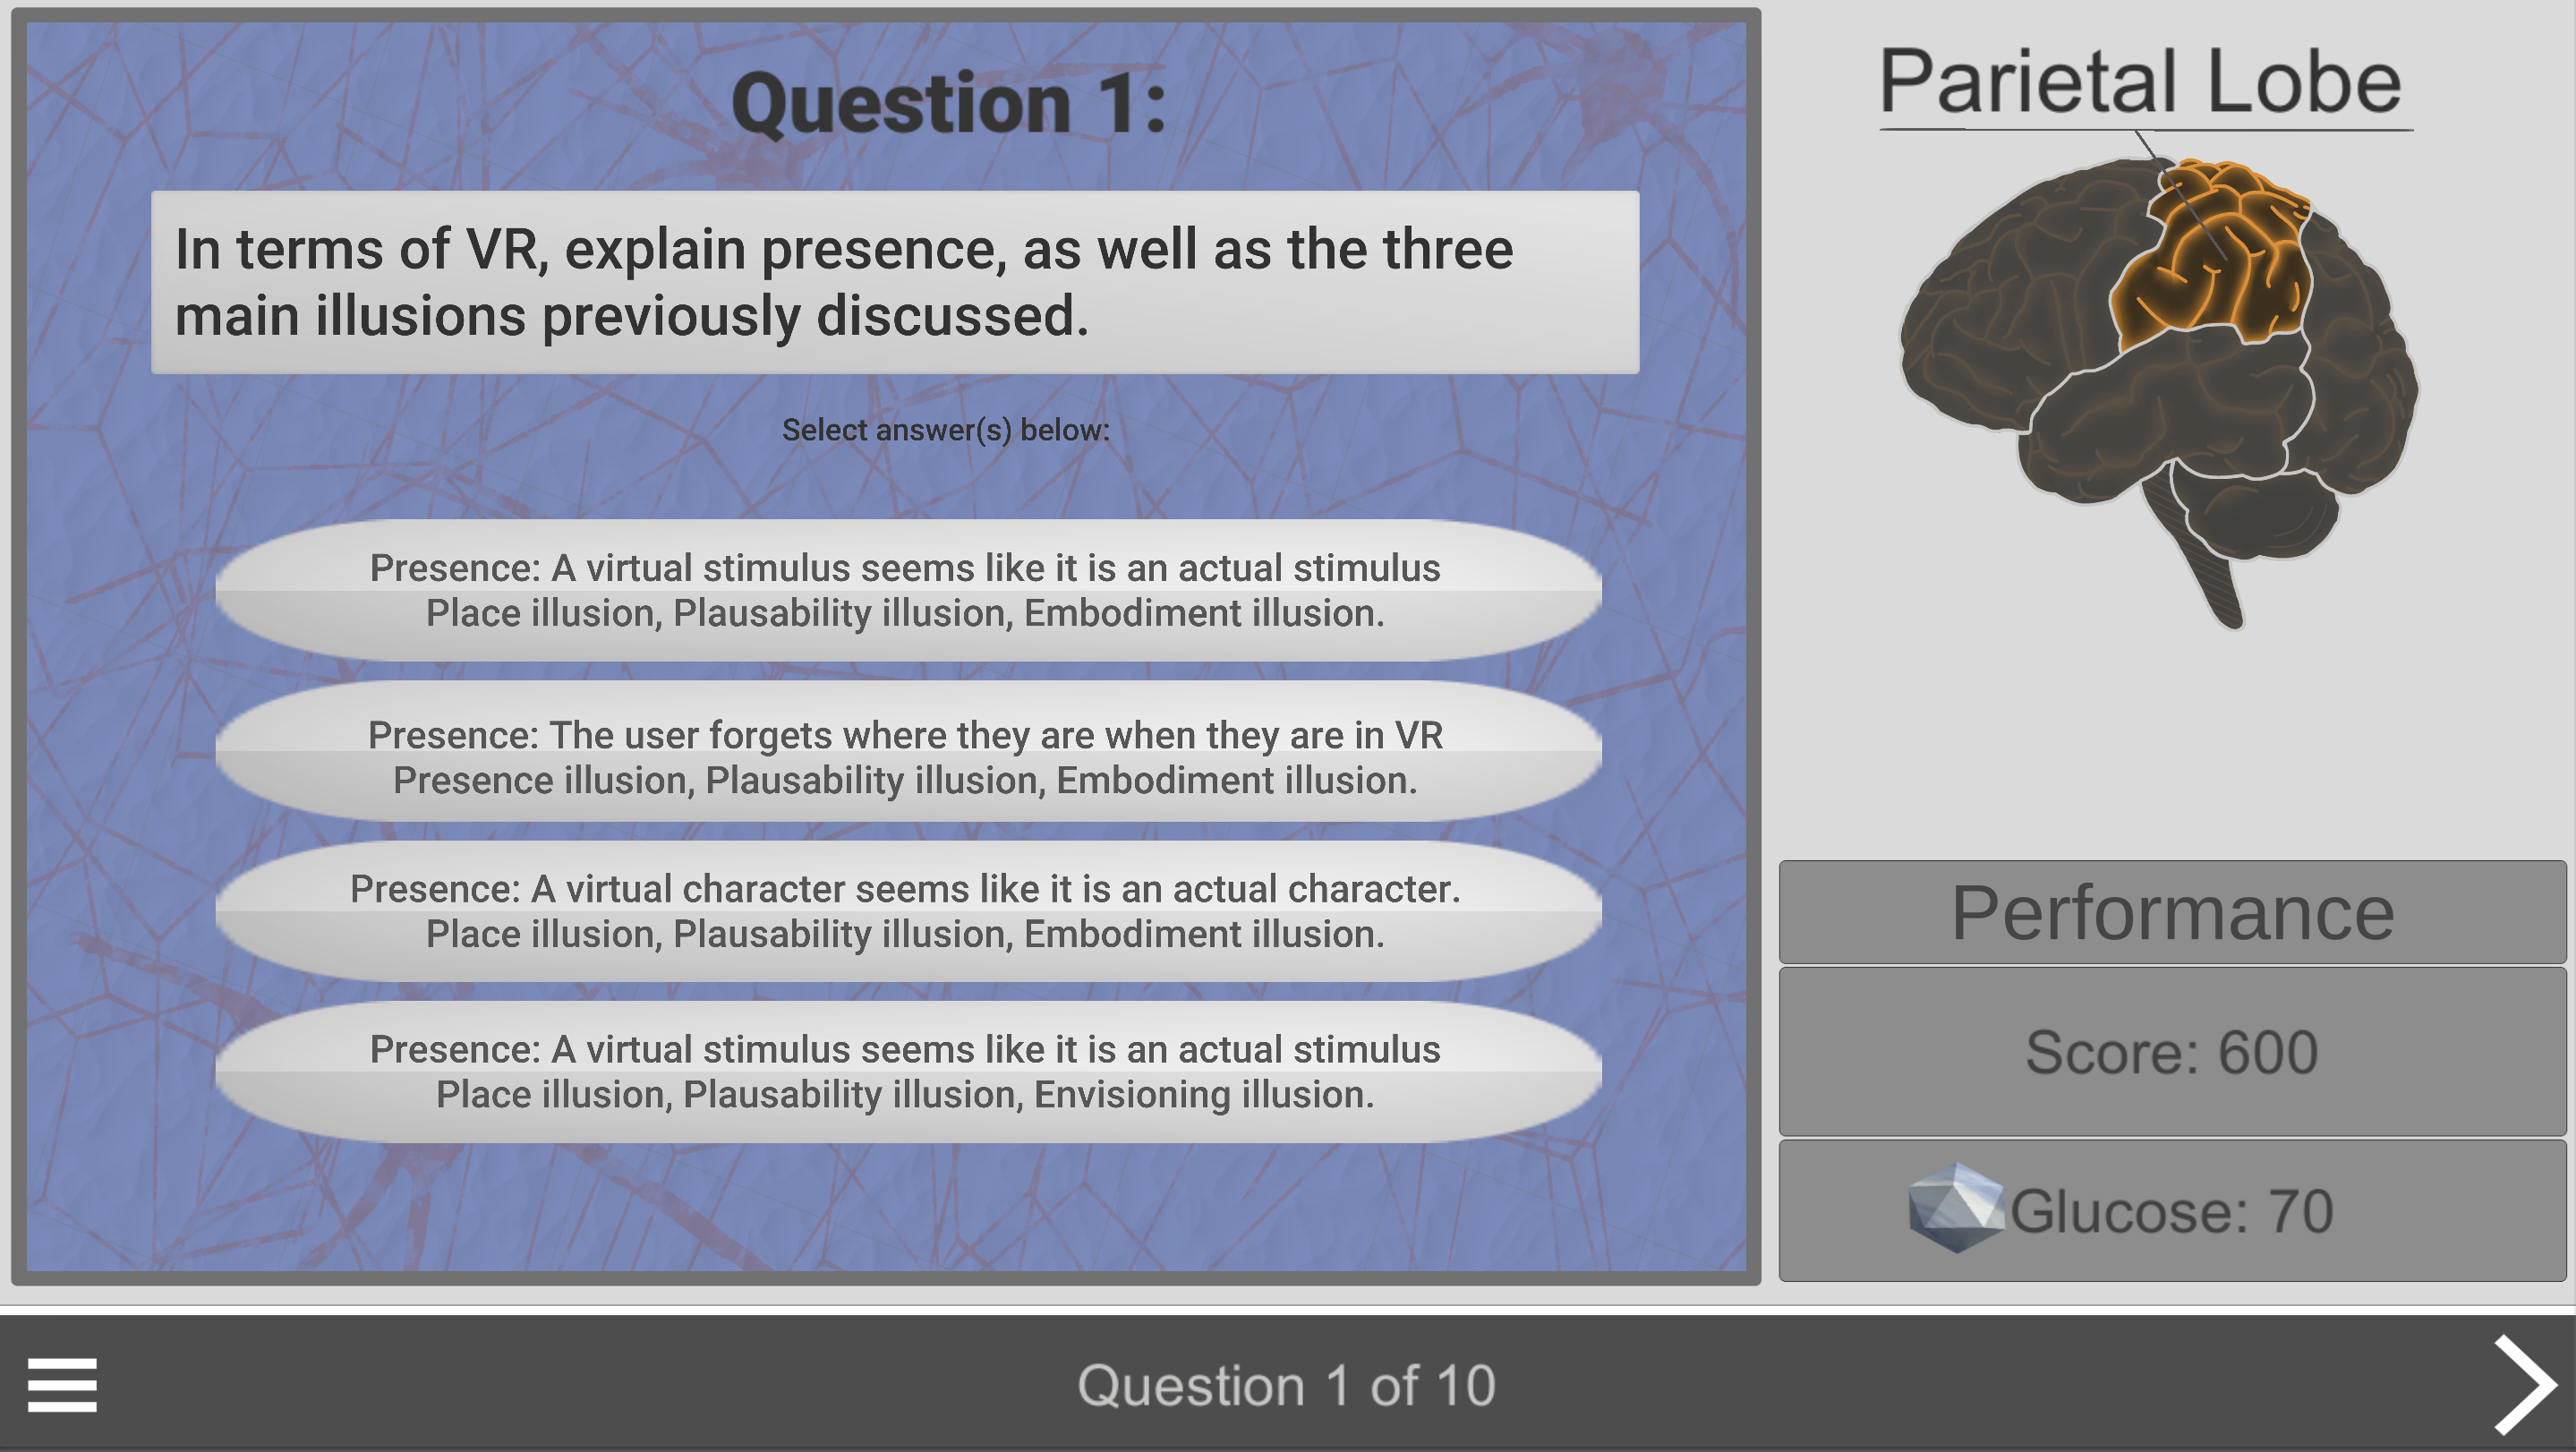 Question 1:
In terms of VR, explain presence, as well as the three
main illusions previously discussed.
Select answer(s) below:
Presence: A virtual stimulus seems like it is an actual stimulus
Place illusion, Plausability illusion, Embodiment illusion.
Presence: The user forgets where they are when they are in VR
Presence illusion, Plausability illusion, Embodiment illusion.
Presence: A virtual character seems like it is an actual character.
Place illusion, Plausability illusion, Embodiment illusion.
Presence: A virtual stimulus seems like it is an actual stimulus
Place illusion, Plausability illusion, Envisioning illusion.
Parietal Lobe
Performance
Score: 600
Glucose: 70
Question 1 of 10